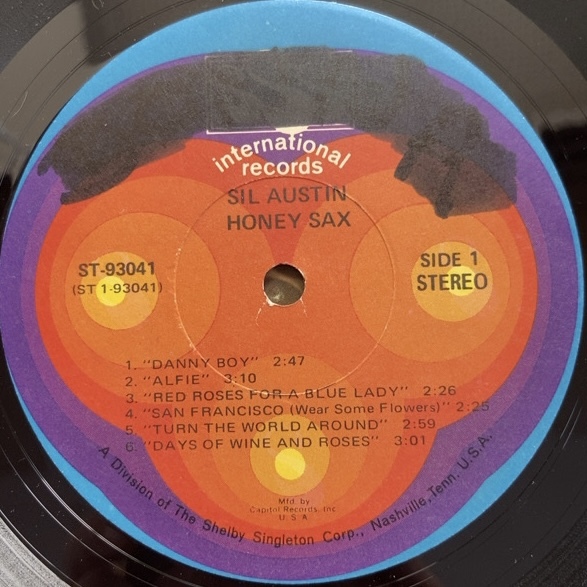 international
records
SIL AUSTIN
HONEY SAX
ST-93041
(ST 1-93041)
SIDE 1
STEREO
1. "DANNY BOY" 2:47
2. "ALFIE" 3:10
3. "RED ROSES FOR A BLUE LADY" 2:26
4. "SAN FRANCISCO (Wear Some Flowers)" 2:25
5. "TURN THE WORLD AROUND" 2:59
6. "DAYS OF WINE AND ROSES" 3:01
Mfd. by
Capitol Records, Inc
U. S. A.
A Division of The Shelby Singleton Corp., Nashville, Tenn. U.S.A.